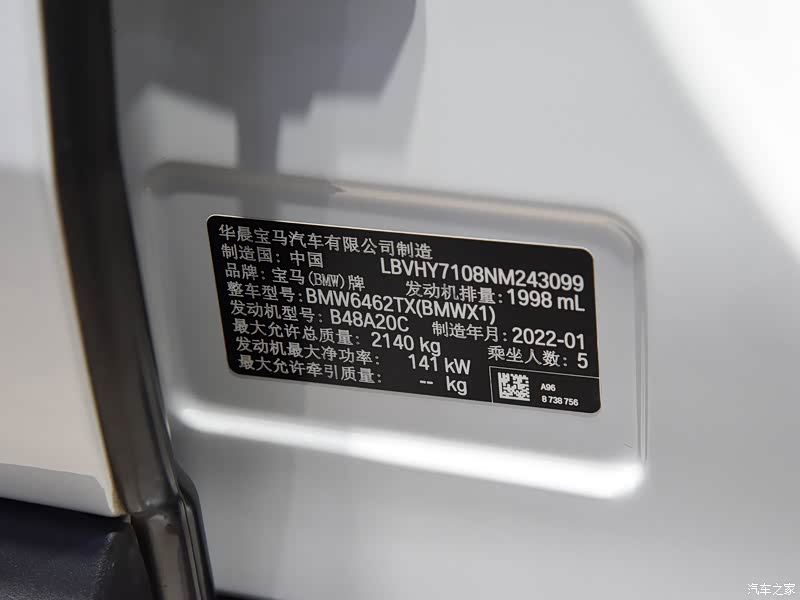 华晨宝马汽车有限公司制造
制造国：中国 LBVHY7108NM243099
品牌：宝马(BMW)牌 发动机排量：1998 mL
整车型号：BMW6462TX(BMWX1)
发动机型号：B48A20C 制造年月：2022-01
最大允许总质量：2140 kg 乘坐人数：5
发动机最大净功率：141 kW
最大允许牵引质量：-- kg
A96
8 738 756
汽车之家